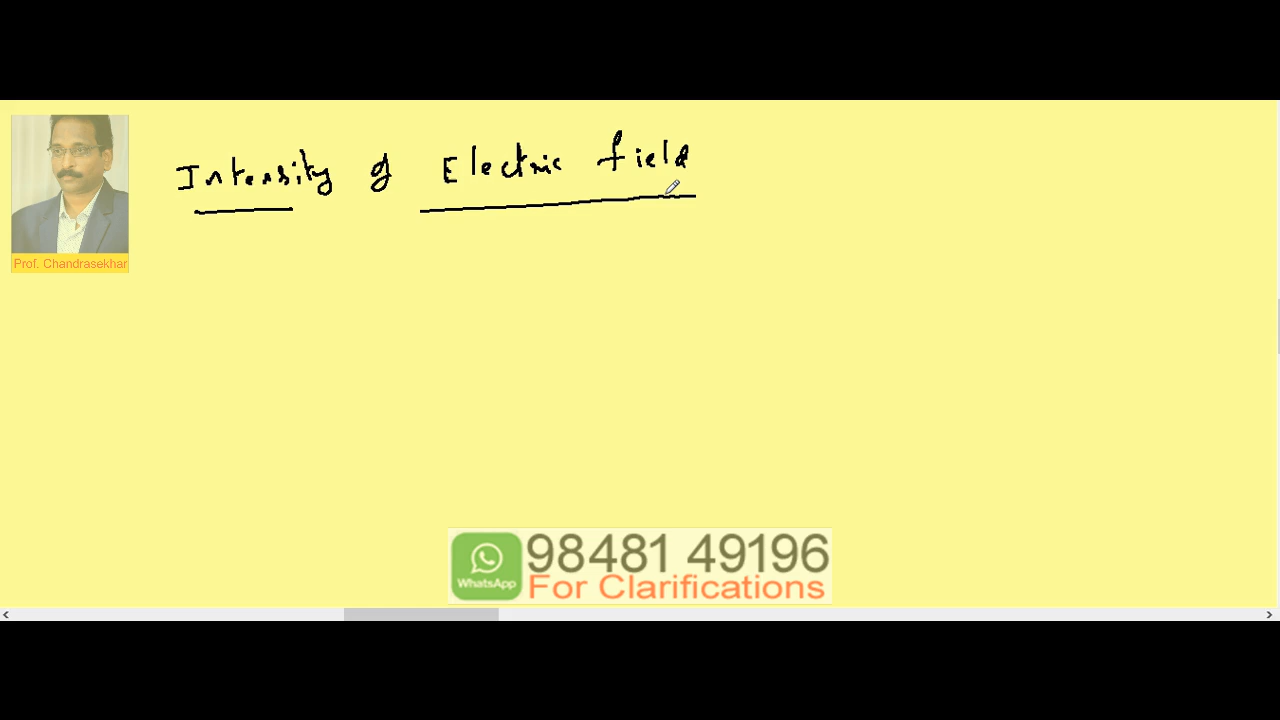 Intensity of Electric field
Prof. Chandrasekhar
WhatsApp
98481 49196
For Clarifications